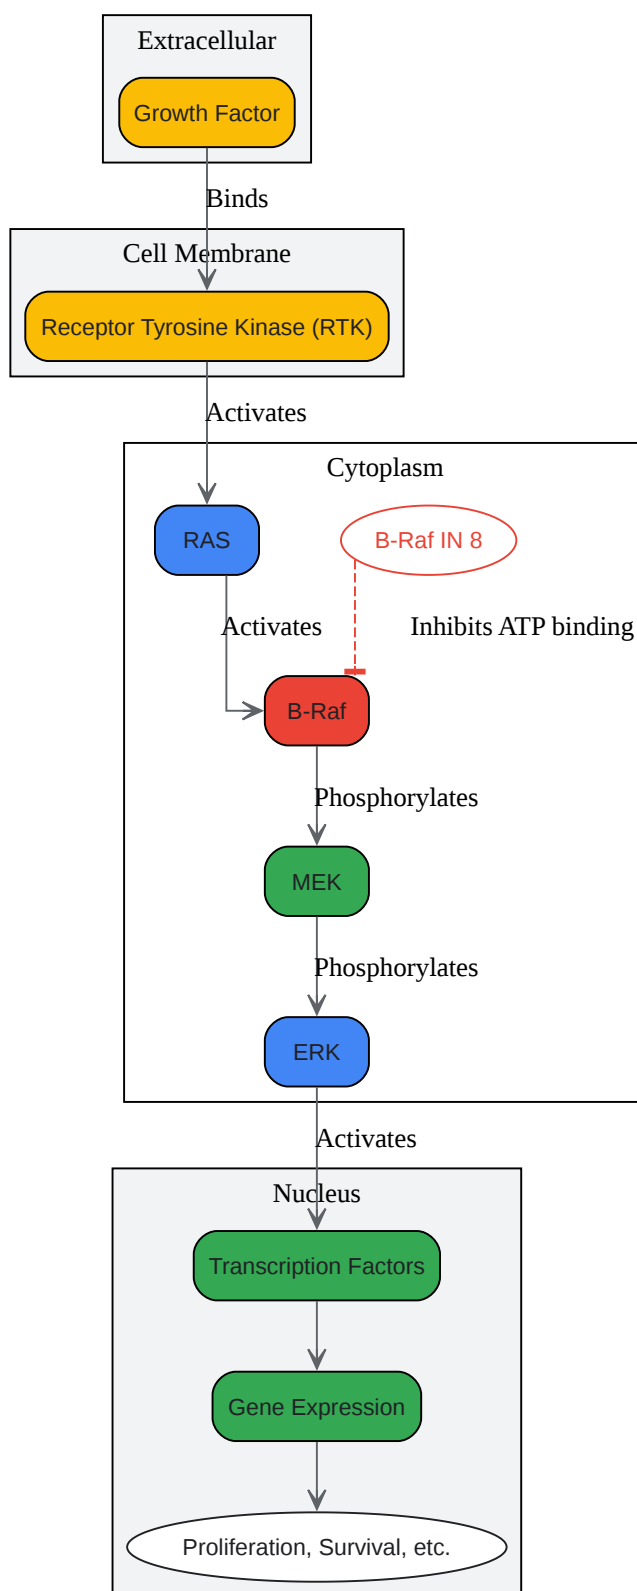 Extracellular
Growth Factor
Binds
Cell Membrane
Receptor Tyrosine Kinase (RTK)
Activates
Cytoplasm
RAS
B-Raf IN 8
Activates
Inhibits ATP binding
B-Raf
Phosphorylates
MEK
Phosphorylates
ERK
Activates
Nucleus
Transcription Factors
Gene Expression
Proliferation, Survival, etc.